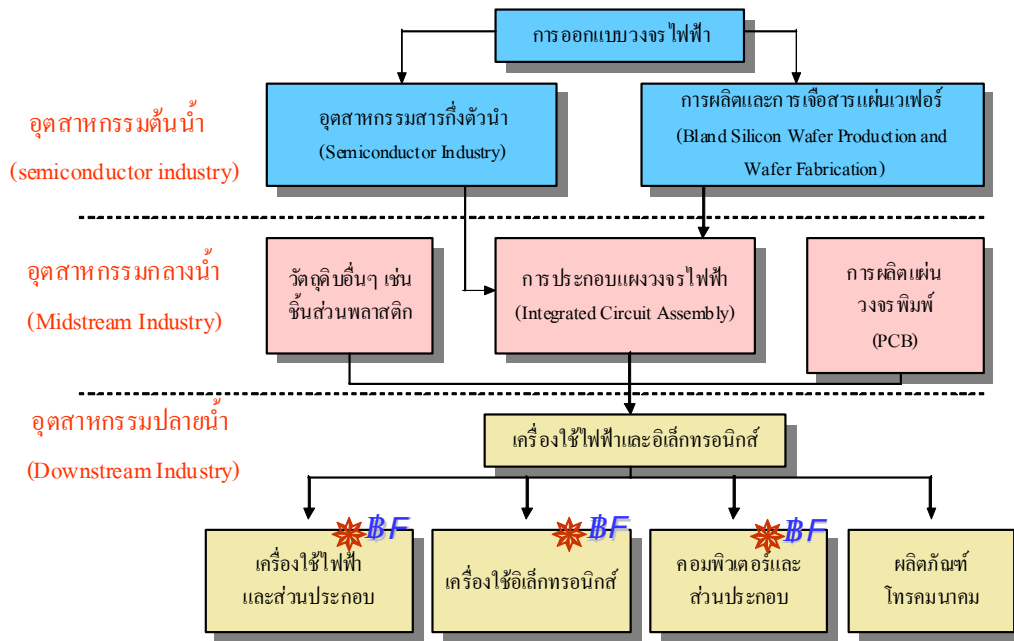 การออกแบบวงจรไฟฟ้า
อุตสาหกรรมต้นน้ำ
(semiconductor industry)
อุตสาหกรรมสารกึ่งตัวนำ
(Semiconductor Industry)
การผลิตและการเจือสารแผ่นเวเฟอร์
(Bland Silicon Wafer Production and
Wafer Fabrication)
อุตสาหกรรมกลางน้ำ
(Midstream Industry)
วัตถุดิบอื่นๆ เช่น
ชิ้นส่วนพลาสติก
การประกอบแผงวงจรไฟฟ้า
(Integrated Circuit Assembly)
การผลิตแผ่น
วงจรพิมพ์
(PCB)
อุตสาหกรรมปลายน้ำ
(Downstream Industry)
เครื่องใช้ไฟฟ้าและอิเล็กทรอนิกส์
฿F
เครื่องใช้ไฟฟ้า
และส่วนประกอบ
฿F
เครื่องใช้อิเล็กทรอนิกส์
฿F
คอมพิวเตอร์และ
ส่วนประกอบ
ผลิตภัณฑ์
โทรคมนาคม